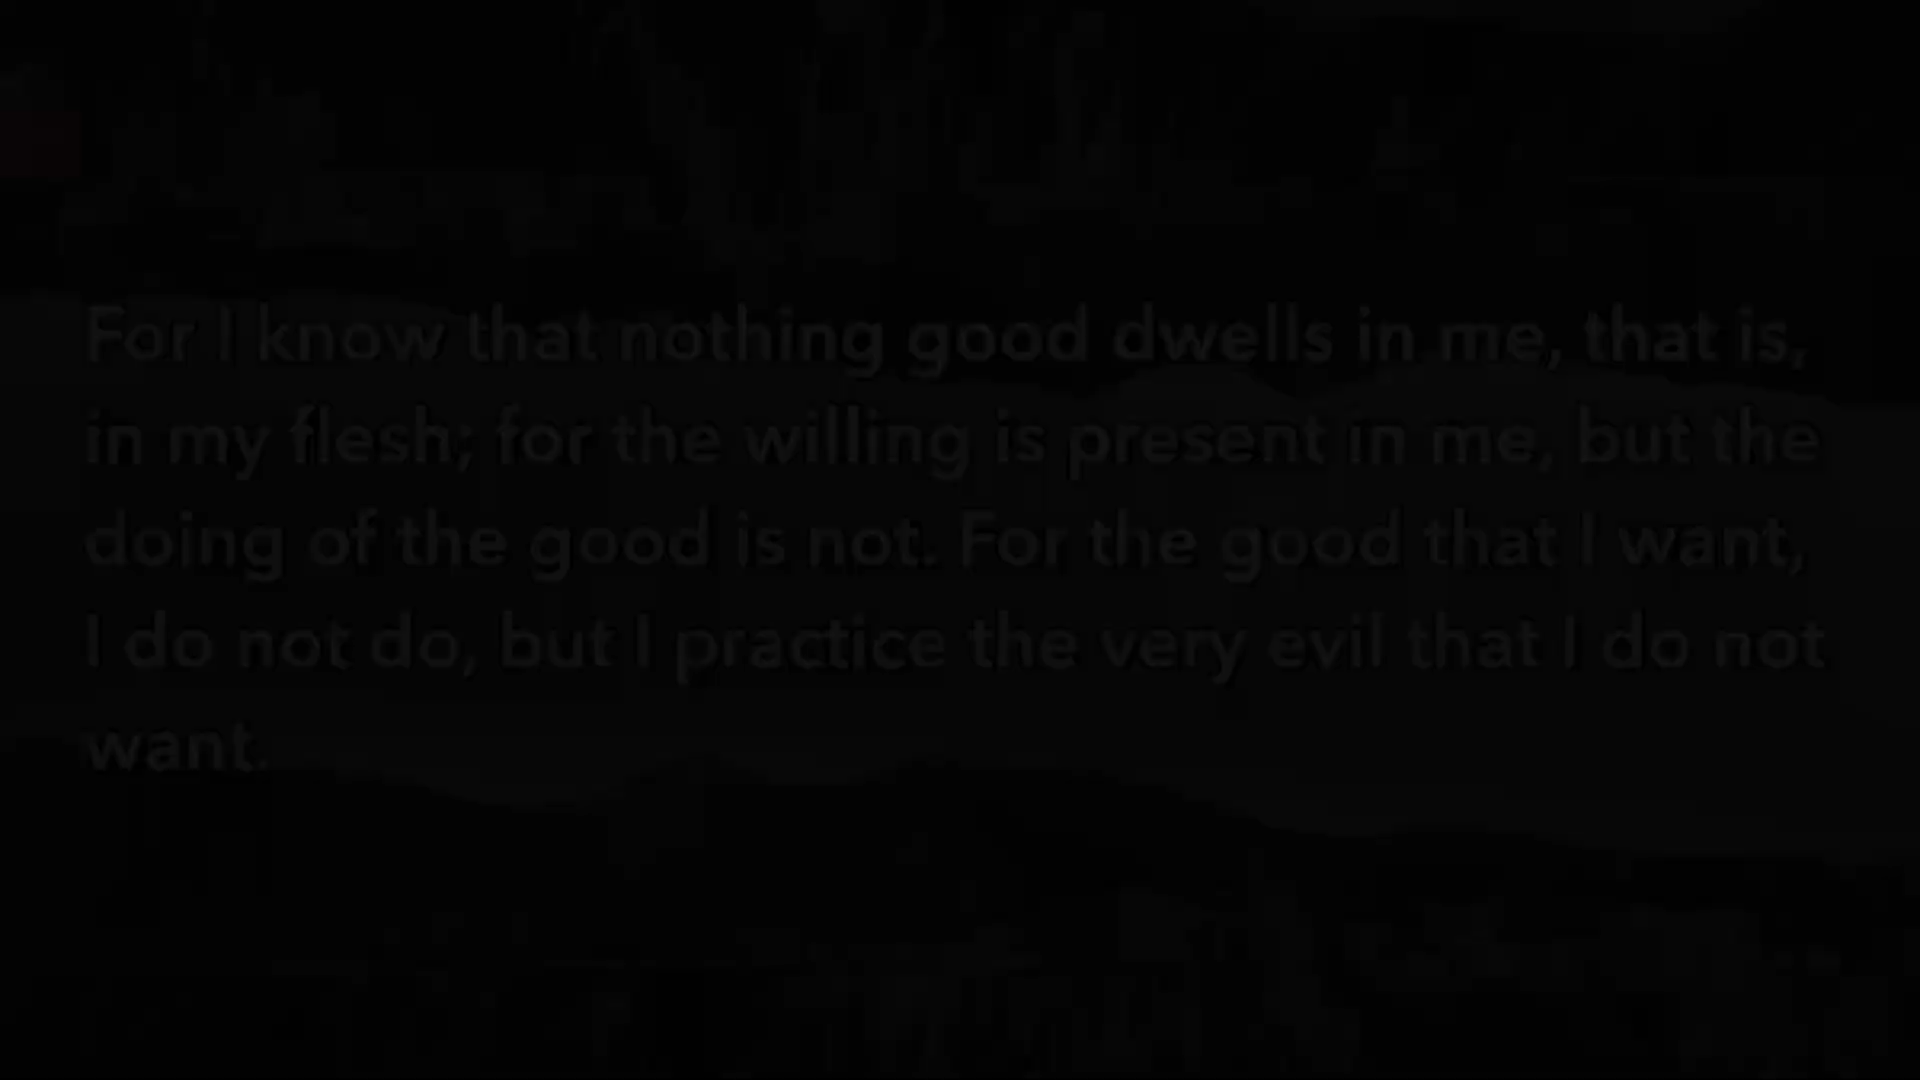 For I know that nothing good dwells in me, that is,
in my flesh; for the willing is present in me, but the
doing of the good is not. For the good that I want,
I do not do, but I practice the very evil that I do not
want.